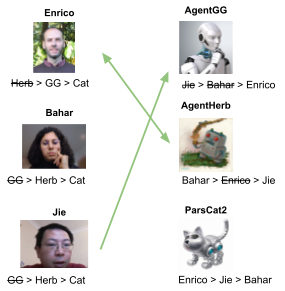 Enrico
Herb > GG > Cat
Bahar
GG > Herb > Cat
Jie
GG > Herb > Cat
AgentGG
Jie > Bahar > Enrico
AgentHerb
Bahar > Enrico > Jie
ParsCat2
Enrico > Jie > Bahar